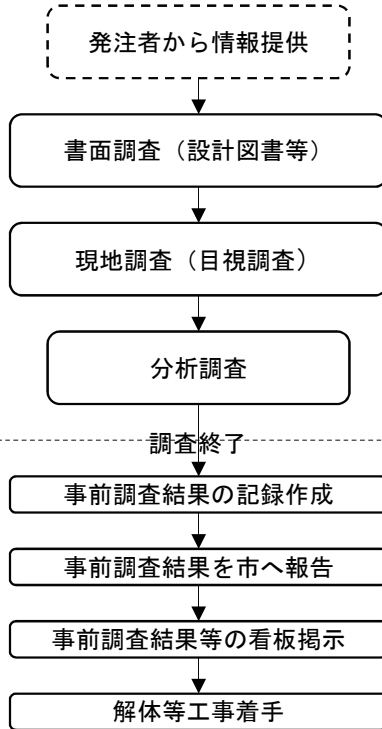 発注者から情報提供
書面調査（設計図書等）
現地調査（目視調査）
分析調査
調査終了
事前調査結果の記録作成
事前調査結果を市へ報告
事前調査結果等の看板掲示
解体等工事着手